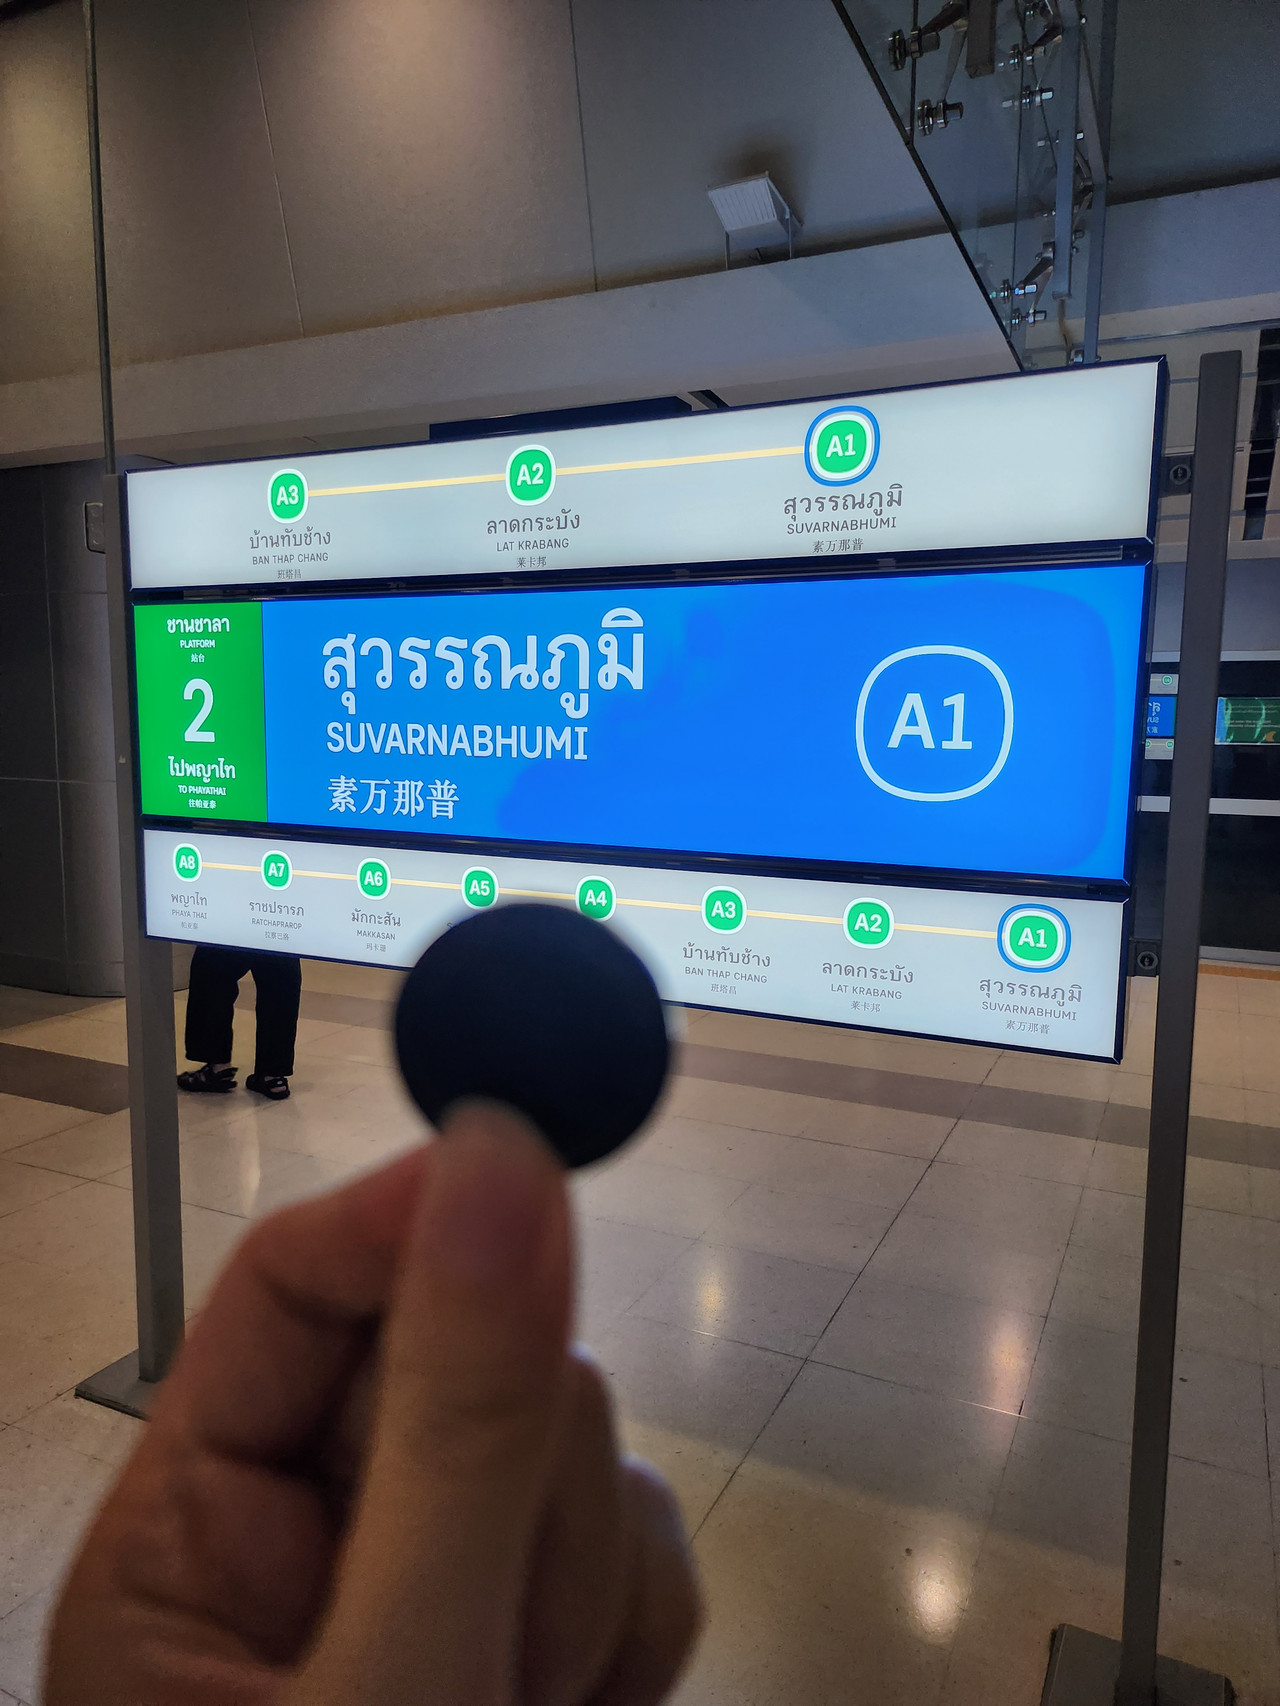 A3 A2 A1
บ้านทับช้าง ลาดกระบัง สุวรรณภูมิ
BAN THAP CHANG LAT KRABANG SUVARNABHUMI
班塔昌 莱卡邦 素万那普
ชานชาลา
PLATFORM
站台
2
ไปพญาไท
TO PHAYATHAI
往帕亚泰
สุวรรณภูมิ
SUVARNABHUMI
素万那普
A1
A8 A7 A6 A5 A4 A3 A2 A1
พญาไท ราชปรารภ มักกะสัน บ้านทับช้าง ลาดกระบัง สุวรรณภูมิ
PHAYA THAI RATCHAPRAROP MAKKASAN BAN THAP CHANG LAT KRABANG SUVARNABHUMI
帕亚泰 玛卡珊 班塔昌 莱卡邦 素万那普